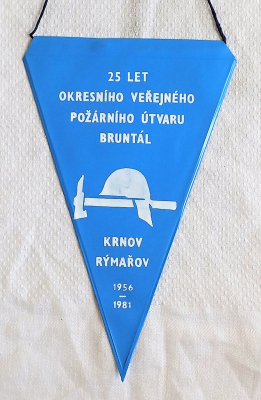 25 LET
OKRESNÍHO VEŘEJNÉHO
POŽÁRNÍHO ÚTVARU
BRUNTÁL
KRNOV
RÝMAŘOV
1956
—
1981